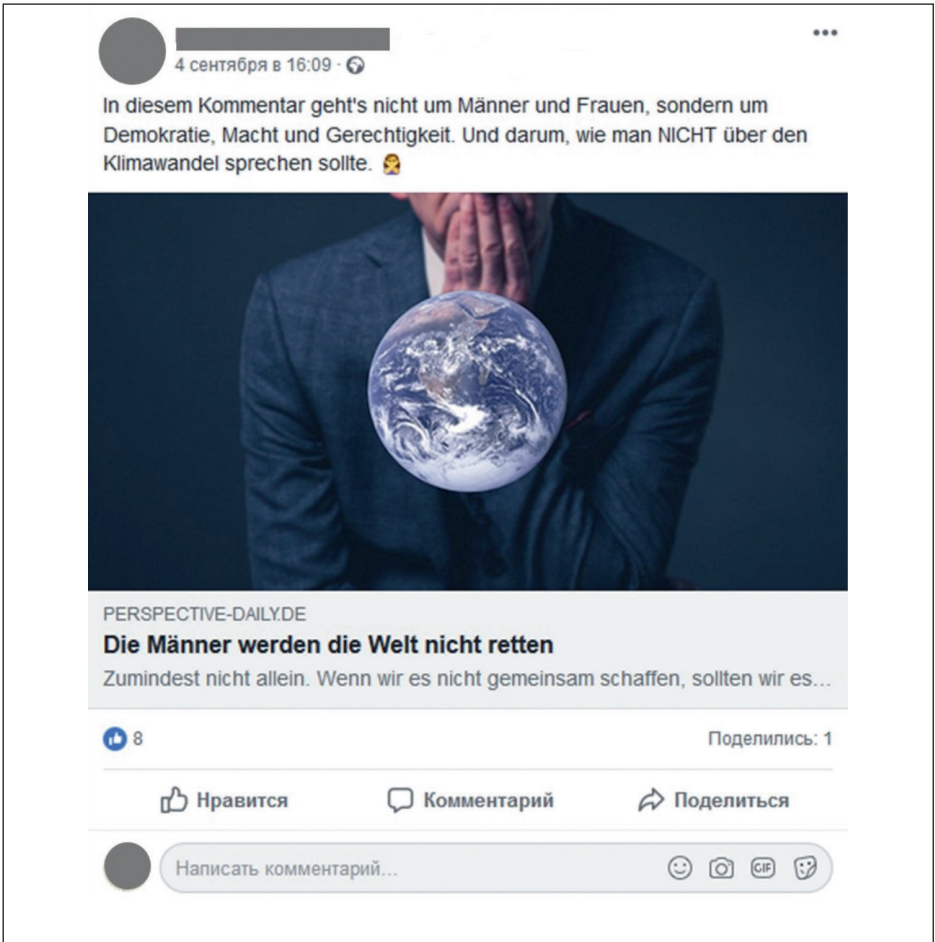 4 сентября в 16:09 ·
In diesem Kommentar geht's nicht um Männer und Frauen, sondern um
Demokratie, Macht und Gerechtigkeit. Und darum, wie man NICHT über den
Klimawandel sprechen sollte. 🙅
PERSPECTIVE-DAILY.DE
Die Männer werden die Welt nicht retten
Zumindest nicht allein. Wenn wir es nicht gemeinsam schaffen, sollten wir es...
8 Поделились: 1
Нравится Комментарий Поделиться
Написать комментарий... GIF